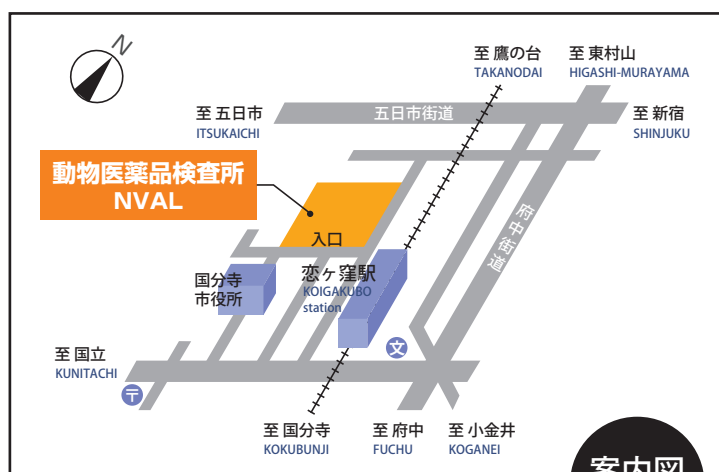 N
至 鷹の台
TAKANODAI
至 東村山
HIGASHI-MURAYAMA
至 五日市
ITSUKAICHI
五日市街道
至 新宿
SHINJUKU
動物医薬品検査所
NVAL
府中街道
入口
国分寺
市役所
恋ヶ窪駅
KOIGAKUBO
station
文
至 国立
KUNITACHI
〒
至 国分寺
KOKUBUNJI
至 府中
FUCHU
至 小金井
KOGANEI
案内図